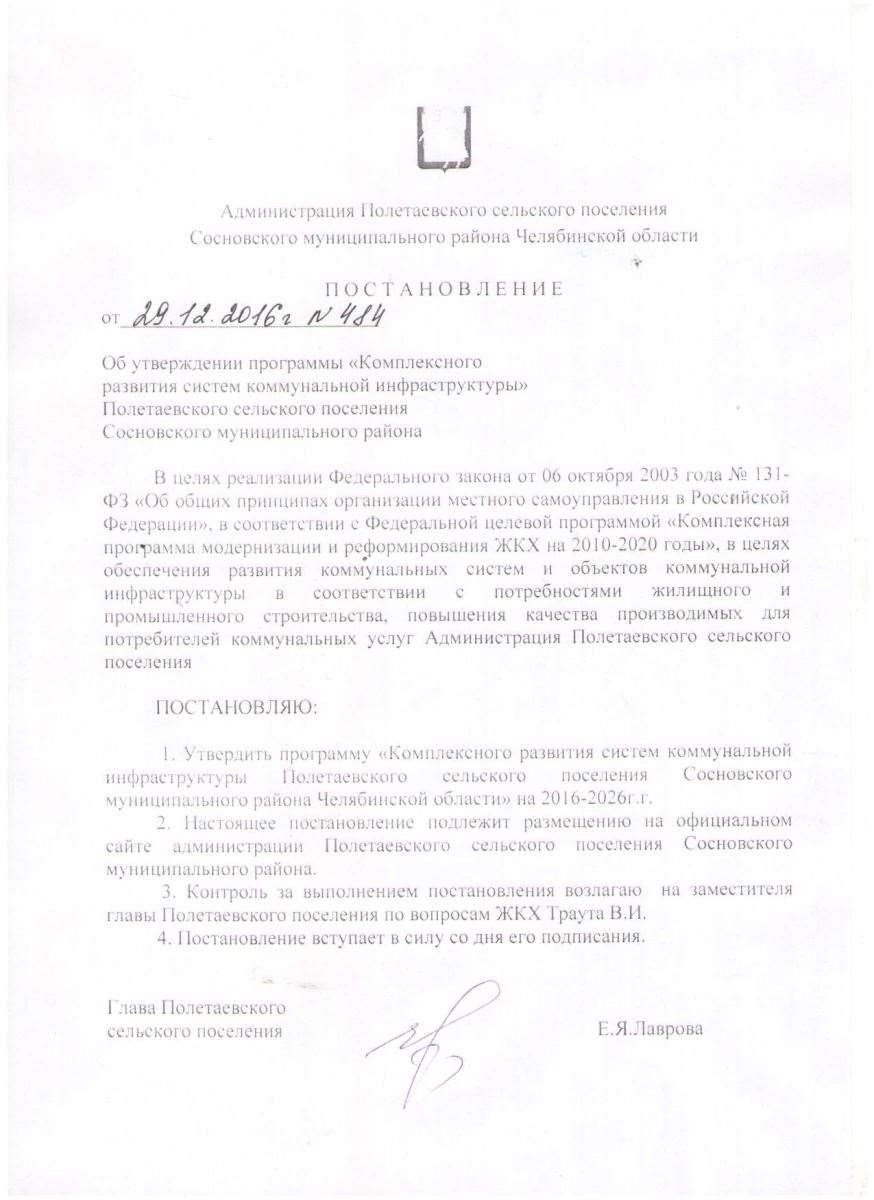 Администрация Полетаевского сельского поселения
Сосновского муниципального района Челябинской области
П О С Т А Н О В Л Е Н И Е
от 29.12.2016г N 484
Об утверждении программы «Комплексного
развития систем коммунальной инфраструктуры»
Полетаевского сельского поселения
Сосновского муниципального района
В целях реализации Федерального закона от 06 октября 2003 года № 131-
ФЗ «Об общих принципах организации местного самоуправления в Российской
Федерации», в соответствии с Федеральной целевой программой «Комплексная
программа модернизации и реформирования ЖКХ на 2010-2020 годы», в целях
обеспечения развития коммунальных систем и объектов коммунальной
инфраструктуры в соответствии с потребностями жилищного и
промышленного строительства, повышения качества производимых для
потребителей коммунальных услуг Администрация Полетаевского сельского
поселения
ПОСТАНОВЛЯЮ:
1. Утвердить программу «Комплексного развития систем коммунальной
инфраструктуры Полетаевского сельского поселения Сосновского
муниципального района Челябинской области» на 2016-2026г.г.
2. Настоящее постановление подлежит размещению на официальном
сайте администрации Полетаевского сельского поселения Сосновского
муниципального района.
3. Контроль за выполнением постановления возлагаю на заместителя
главы Полетаевского поселения по вопросам ЖКХ Траута В.И.
4. Постановление вступает в силу со дня его подписания.
Глава Полетаевского
сельского поселения Е.Я.Лаврова